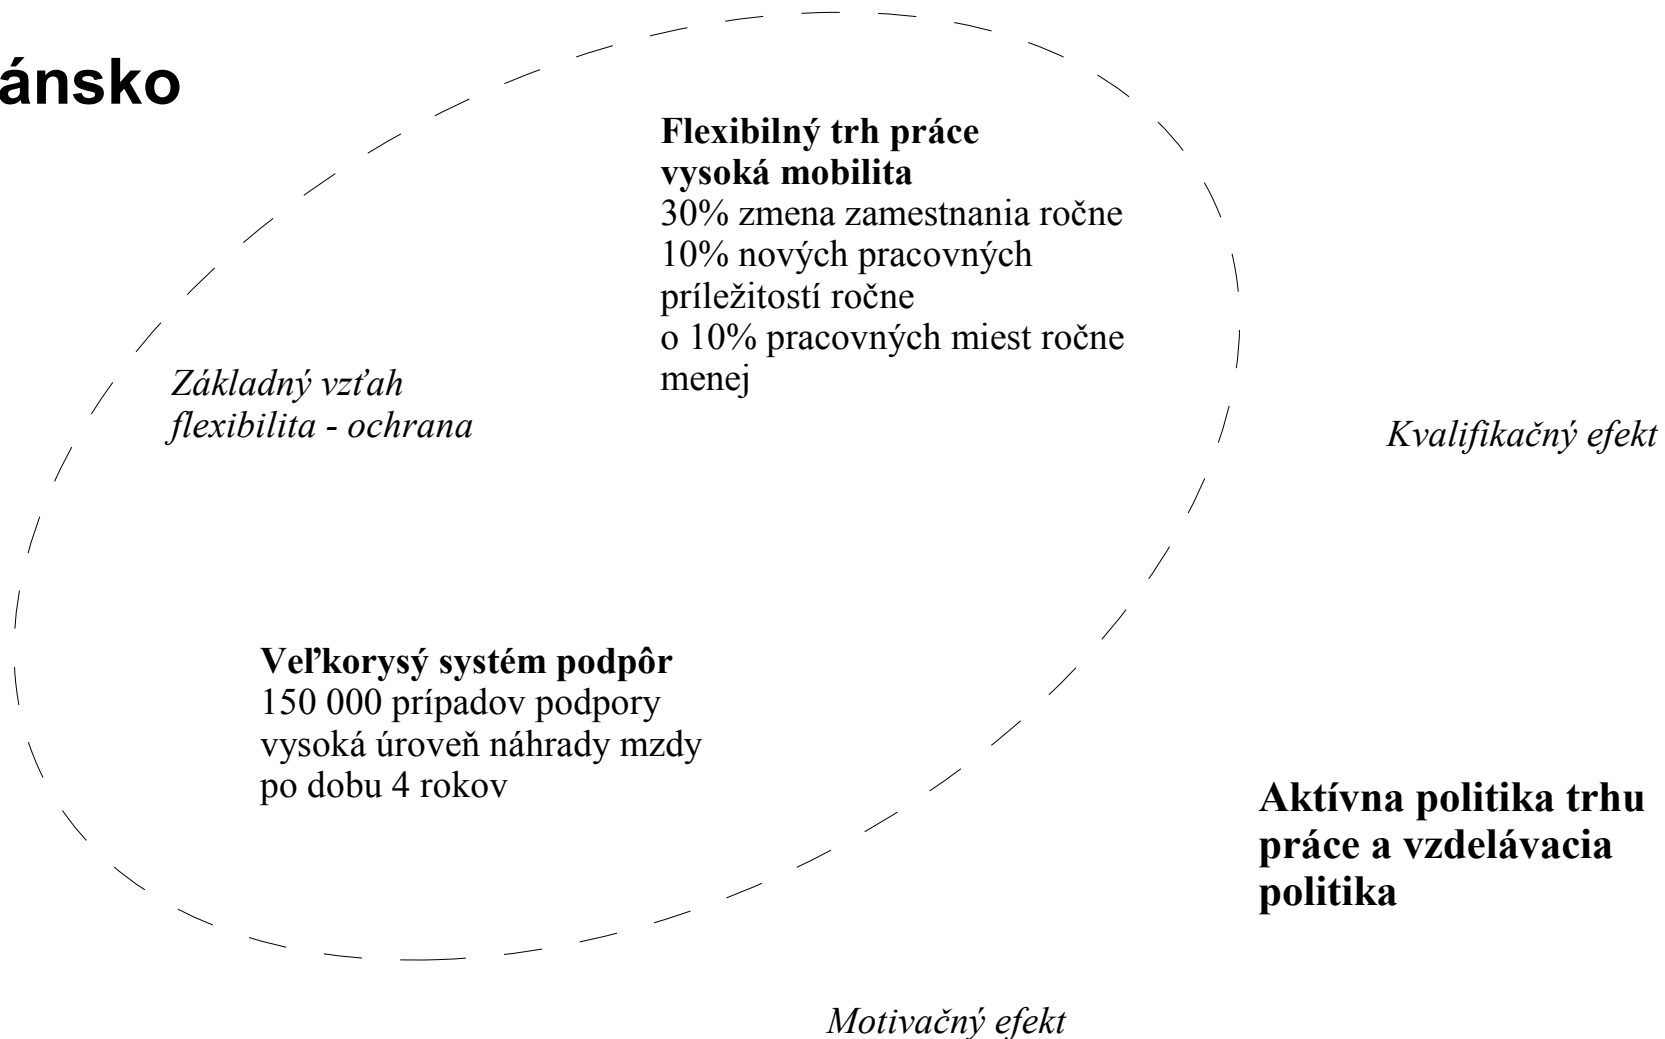 ánsko
Flexibilný trh práce
vysoká mobilita
30% zmena zamestnania ročne
10% nových pracovných
príležitostí ročne
o 10% pracovných miest ročne
menej
Základný vzťah
flexibilita - ochrana
Kvalifikačný efekt
Veľkorysý systém podpôr
150 000 prípadov podpory
vysoká úroveň náhrady mzdy
po dobu 4 rokov
Aktívna politika trhu
práce a vzdelávacia
politika
Motivačný efekt